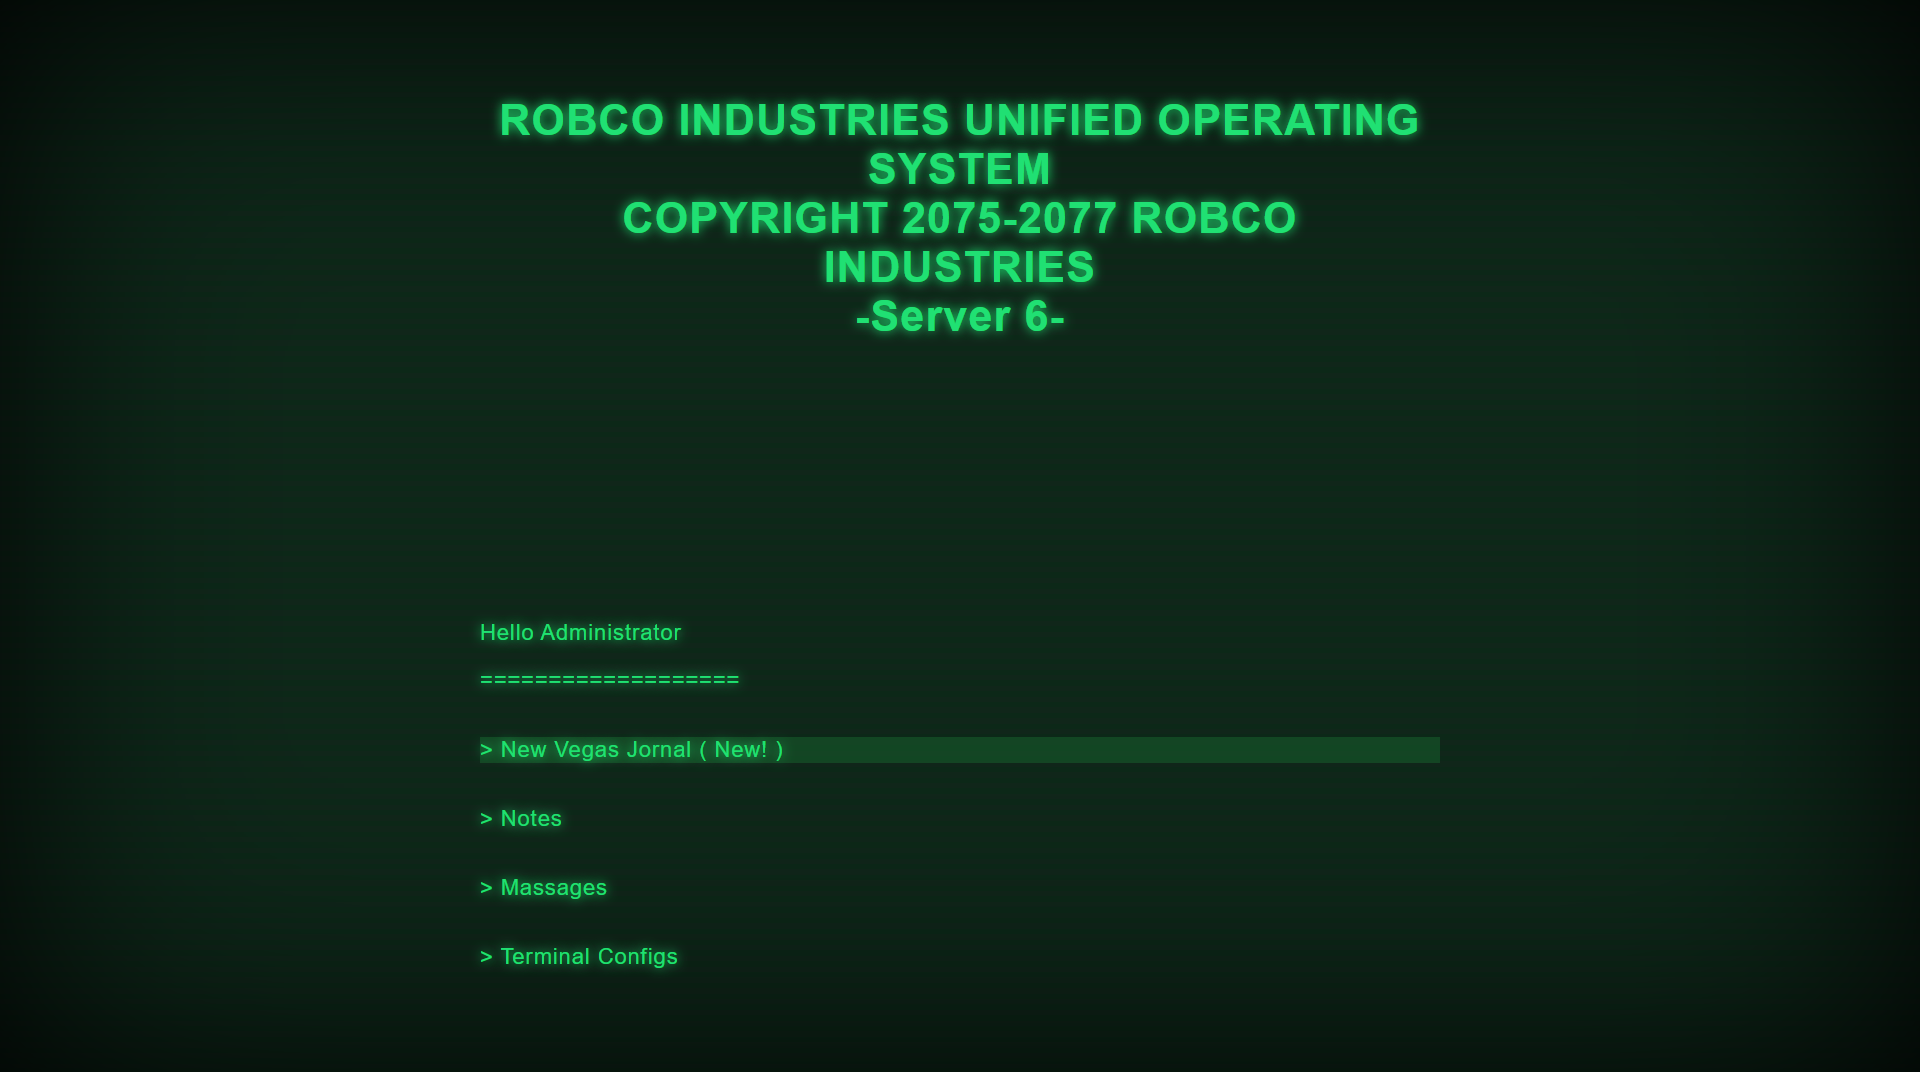 ROBCO INDUSTRIES UNIFIED OPERATING
SYSTEM
COPYRIGHT 2075-2077 ROBCO
INDUSTRIES
-Server 6-
Hello Administrator
===================
> New Vegas Jornal ( New! )
> Notes
> Massages
> Terminal Configs